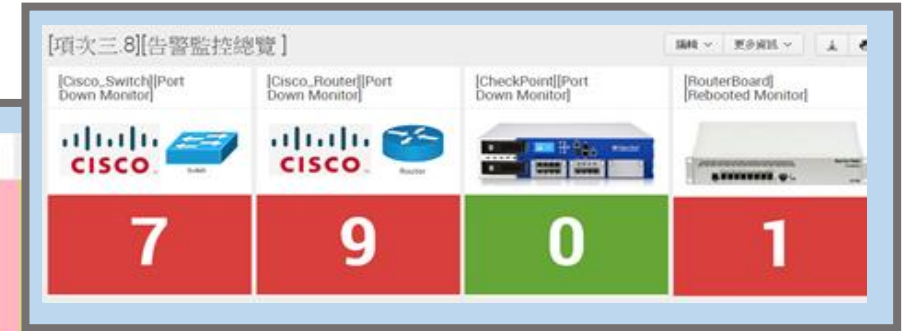 [項次三.8][告警監控總覽 ]
編輯 更多資訊
[Cisco_Switch][Port
Down Monitor]
[Cisco_Router][Port
Down Monitor]
[CheckPoint][Port
Down Monitor]
[RouterBoard]
[Rebooted Monitor]
CISCO
Switch
CISCO
Router
7
9
0
1